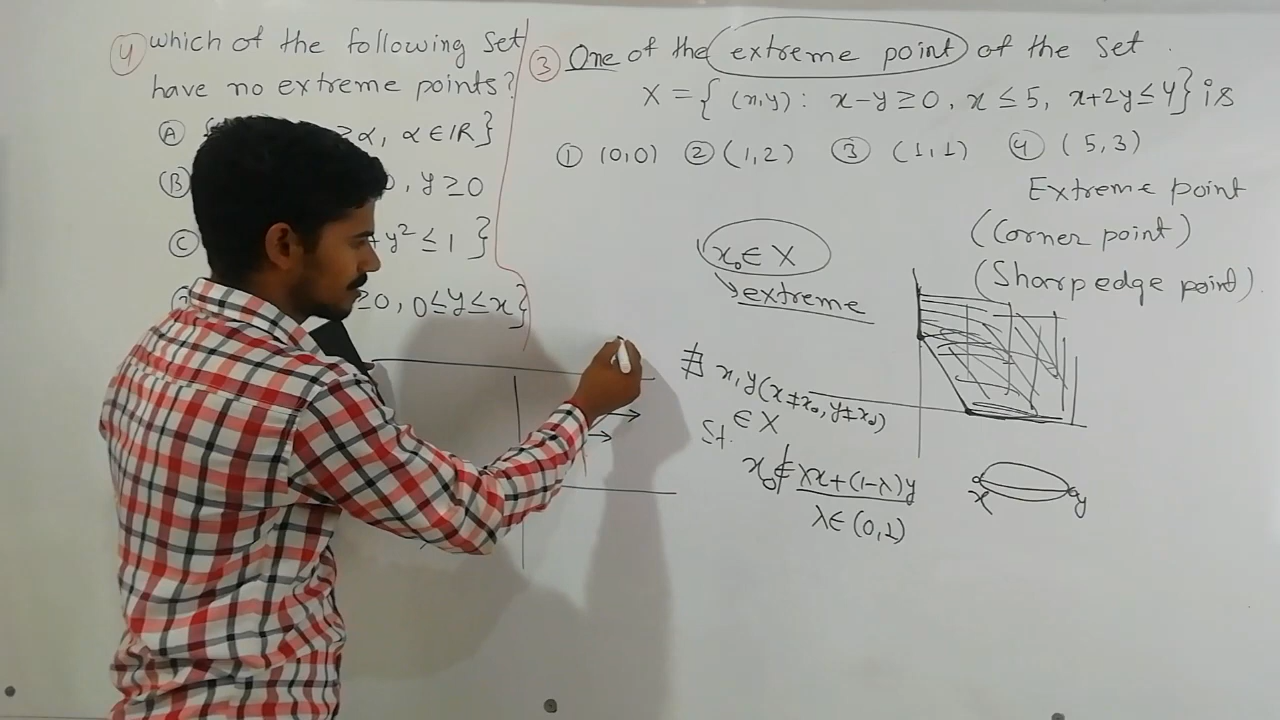 4 which of the following set
have no extreme points?
A { ≥ α, α ∈ IR}
B , y ≥ 0
C + y² ≤ 1 }
≥ 0, 0 ≤ y ≤ x}
3 One of the extreme point of the set .
X = { (x,y) : x-y ≥ 0, x ≤ 5, x+2y ≤ 4} is
1 (0,0) 2 (1,2) 3 (1,1) 4 (5,3)
Extreme point
(Corner point)
(Sharp edge point).
x₀ ∈ X
extreme
∄ x, y (x ≠ x₀, y ≠ x₀)
∈ X
St.
x₀ ∉ λx + (1-λ)y
λ ∈ (0,1)
x y